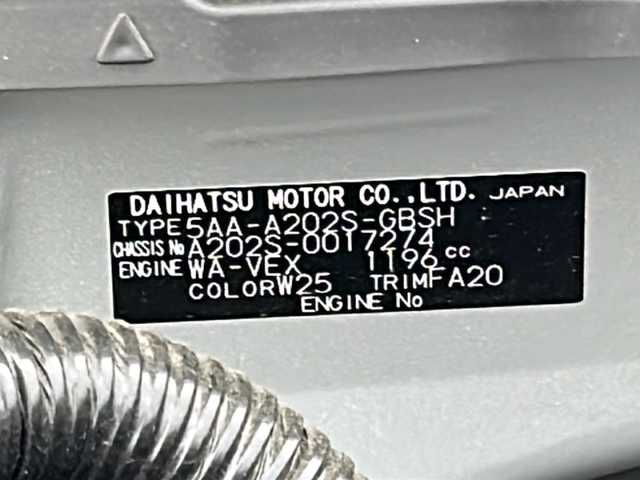 DAIHATSU MOTOR CO.,LTD. JAPAN
TYPE 5AA-A202S-GBSH
CHASSIS No A202S-0017274
ENGINE WA-VEX 1196 cc
COLOR W25 TRIM FA20
ENGINE No